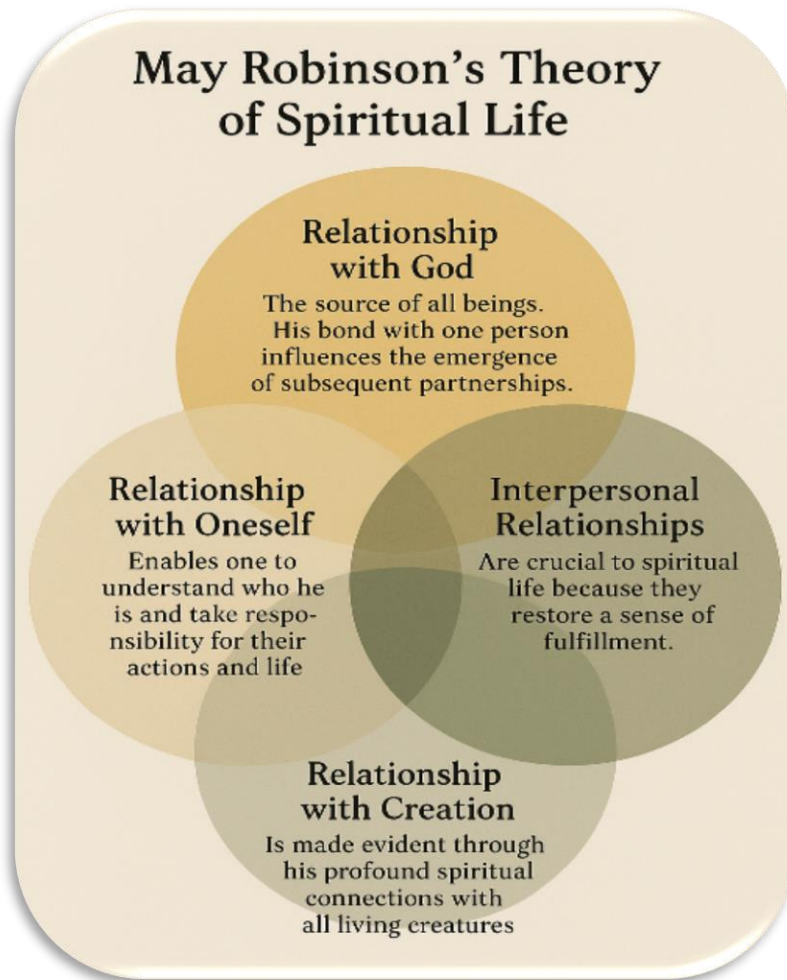 May Robinson's Theory
of Spiritual Life
Relationship
with God
The source of all beings.
His bond with one person
influences the emergence
of subsequent partnerships.
Relationship
with Oneself
Enables one to
understand who he
is and take respo-
nsibility for their
actions and life
Interpersonal
Relationships
Are crucial to spiritual
life because they
restore a sense of
fulfillment.
Relationship
with Creation
Is made evident through
his profound spiritual
connections with
all living creatures